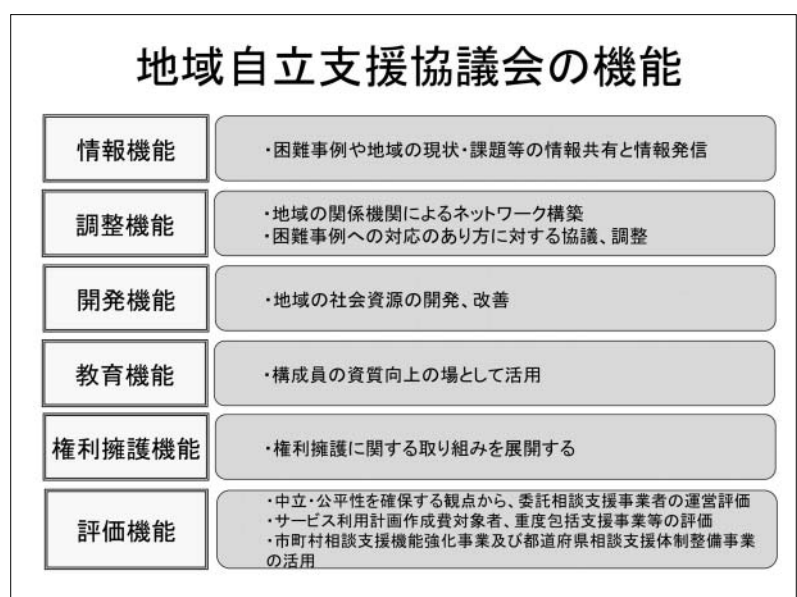 地域自立支援協議会の機能
情報機能
・困難事例や地域の現状・課題等の情報共有と情報発信
調整機能
・地域の関係機関によるネットワーク構築
・困難事例への対応のあり方に対する協議、調整
開発機能
・地域の社会資源の開発、改善
教育機能
・構成員の資質向上の場として活用
権利擁護機能
・権利擁護に関する取り組みを展開する
評価機能
・中立・公平性を確保する観点から、委託相談支援事業者の運営評価
・サービス利用計画作成費対象者、重度包括支援事業等の評価
・市町村相談支援機能強化事業及び都道府県相談支援体制整備事業
の活用